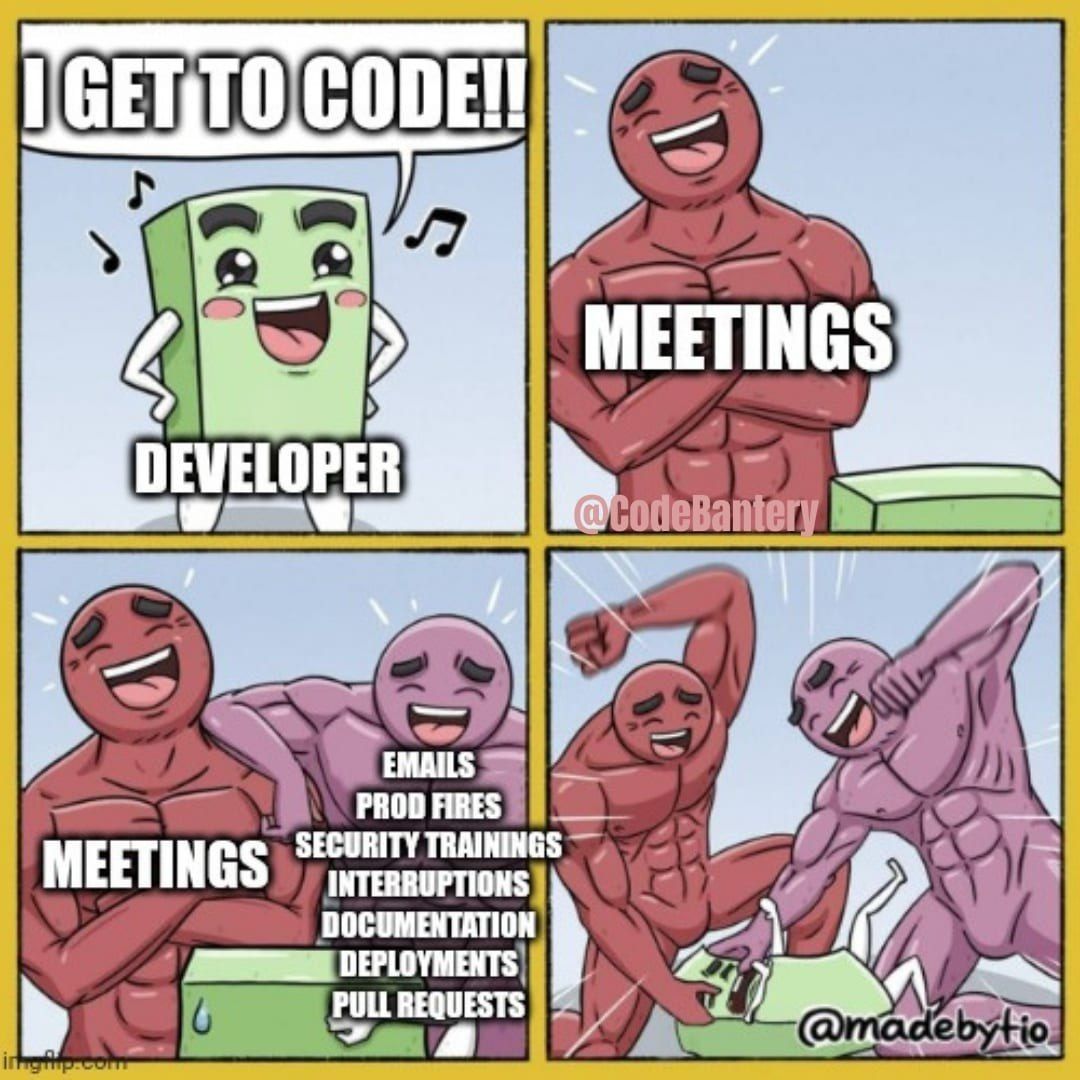 I GET TO CODE!!
DEVELOPER
MEETINGS
@CodeBantery
MEETINGS
EMAILS
PROD FIRES
SECURITY TRAININGS
INTERRUPTIONS
DOCUMENTATION
DEPLOYMENTS
PULL REQUESTS
@madebytio
imgflip.com